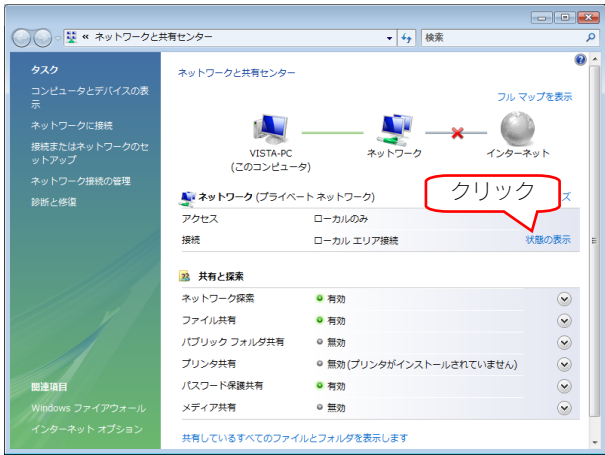 « ネットワークと共有センター
検索
タスク
コンピュータとデバイスの表
示
ネットワークに接続
接続またはネットワークのセ
ットアップ
ネットワーク接続の管理
診断と修復
関連項目
Windows ファイアウォール
インターネット オプション
ネットワークと共有センター
フル マップを表示
VISTA-PC
(このコンピュータ)
ネットワーク
インターネット
ネットワーク (プライベート ネットワーク)
ズ
クリック
アクセス ローカルのみ
接続 ローカル エリア接続 状態の表示
共有と探索
ネットワーク探索 有効
ファイル共有 有効
パブリック フォルダ共有 無効
プリンタ共有 無効(プリンタがインストールされていません)
パスワード保護共有 有効
メディア共有 無効
共有しているすべてのファイルとフォルダを表示します